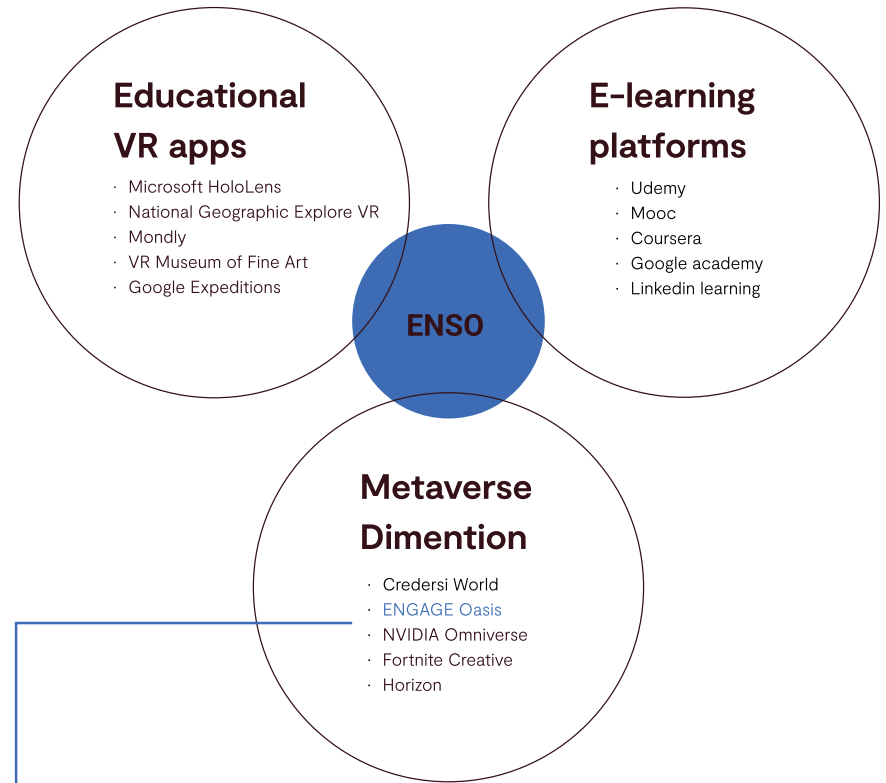 Educational
VR apps
· Microsoft HoloLens
· National Geographic Explore VR
· Mondly
· VR Museum of Fine Art
· Google Expeditions
E-learning
platforms
· Udemy
· Mooc
· Coursera
· Google academy
· Linkedin learning
ENSO
Metaverse
Dimention
· Credersi World
· ENGAGE Oasis
· NVIDIA Omniverse
· Fortnite Creative
· Horizon